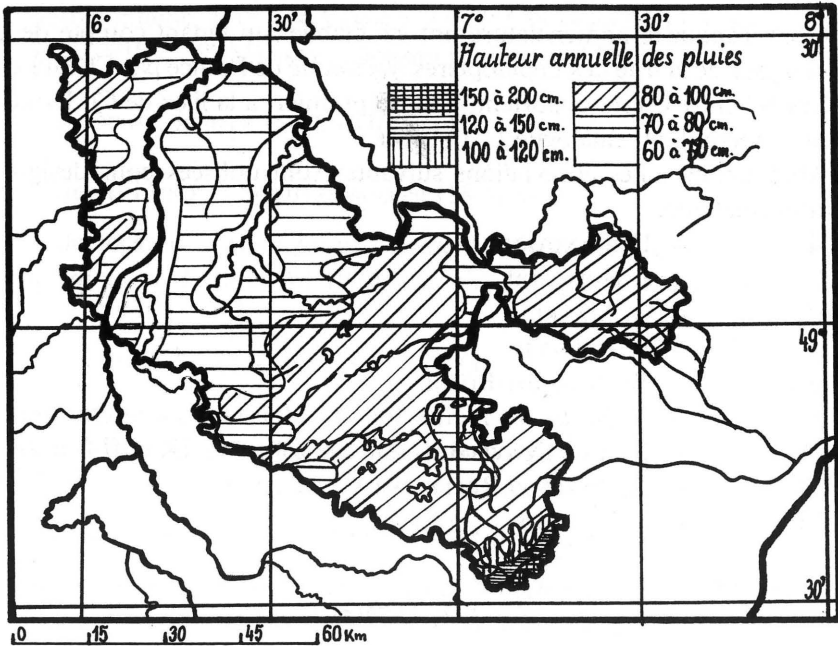 6° 30' 7° 30' 8°
30'
Hauteur annuelle des pluies
150 à 200 cm. 80 à 100 cm.
120 à 150 cm. 70 à 80 cm.
100 à 120 cm. 60 à 70 cm.
49°
30'
0 15 30 45 60 Km